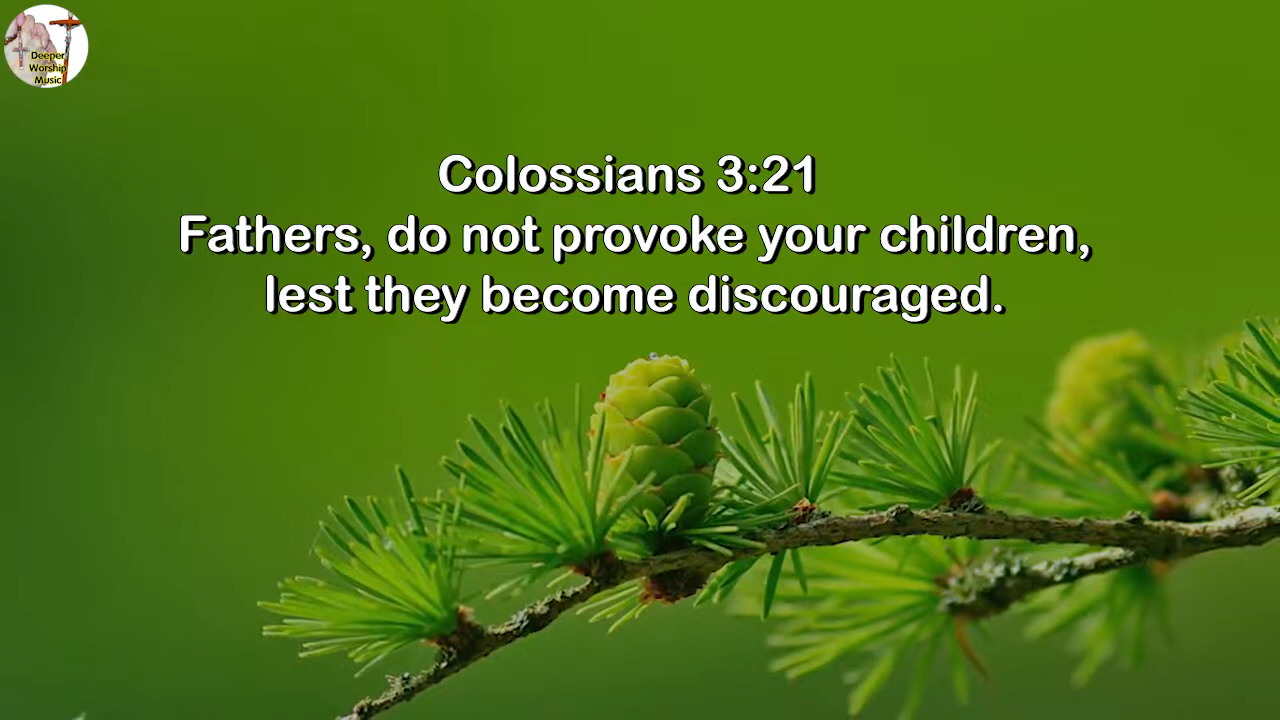 Deeper
Worship
Music
Colossians 3:21
Fathers, do not provoke your children,
lest they become discouraged.